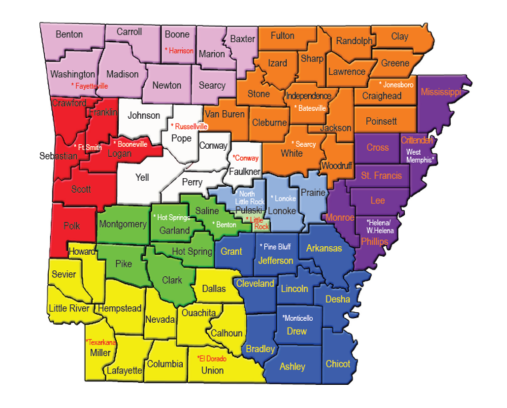 Benton
Carroll
Boone
* Harrison
Marion
Baxter
Fulton
Randolph
Clay
Sharp
Izard
Greene
Lawrence
Washington
* Fayetteville
Madison
Newton
Searcy
Stone
Independence
* Batesville
* Jonesboro
Craighead
Mississippi
Crawford
Franklin
Johnson
Van Buren
Cleburne
Jackson
Poinsett
* Russellville
Pope
Conway
* Searcy
White
Woodruff
Cross
Crittenden
West
Memphis*
Sebastian
* Ft.Smith
* Booneville
Logan
*Conway
Faulkner
Yell
Perry
St. Francis
Scott
North
Little Rock
Pulaski
* Lonoke
Lonoke
Prairie
Lee
Monroe
Polk
Montgomery
* Hot Springs
Garland
Saline
* Benton
* Little
Rock
*Helena/
W.Helena
Phillips
Howard
Pike
Hot Spring
Grant
* Pine Bluff
Jefferson
Arkansas
Sevier
Clark
Dallas
Cleveland
Lincoln
Desha
Little River
Hempstead
Nevada
Ouachita
Calhoun
*Monticello
Drew
*Texarkana
Miller
Lafayette
Columbia
*El Dorado
Union
Bradley
Ashley
Chicot